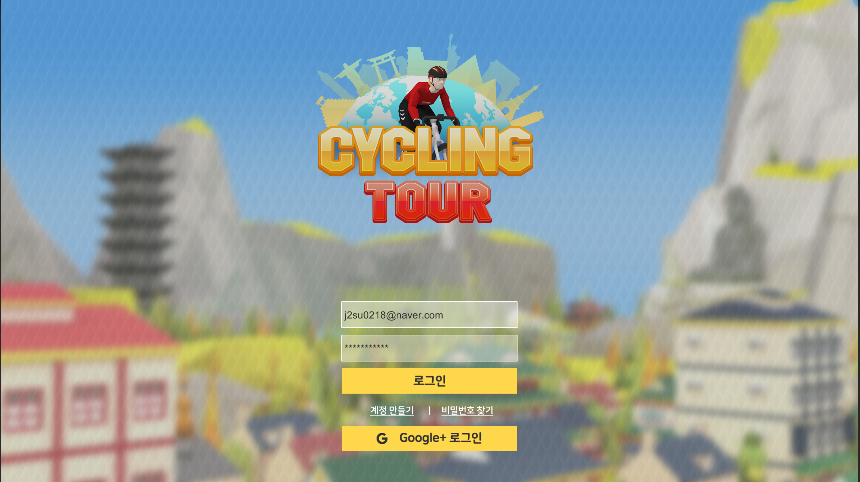 CYCLING
TOUR
j2su0218@naver.com
***********
로그인
계정 만들기 | 비밀번호 찾기
G Google+ 로그인